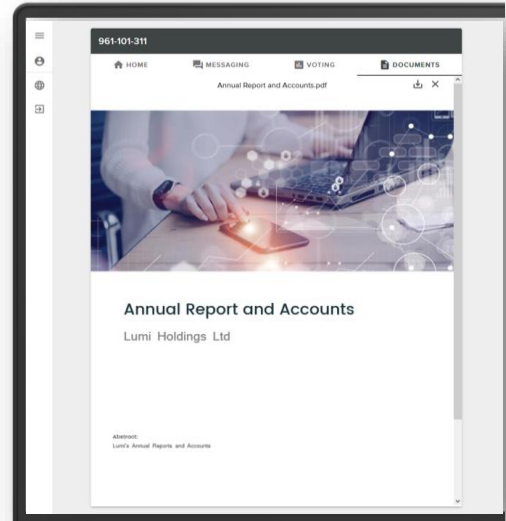 961-101-311
HOME MESSAGING VOTING DOCUMENTS
Annual Report and Accounts.pdf
Annual Report and Accounts
Lumi Holdings Ltd
Abstract:
Lumi's Annual Reports and Accounts